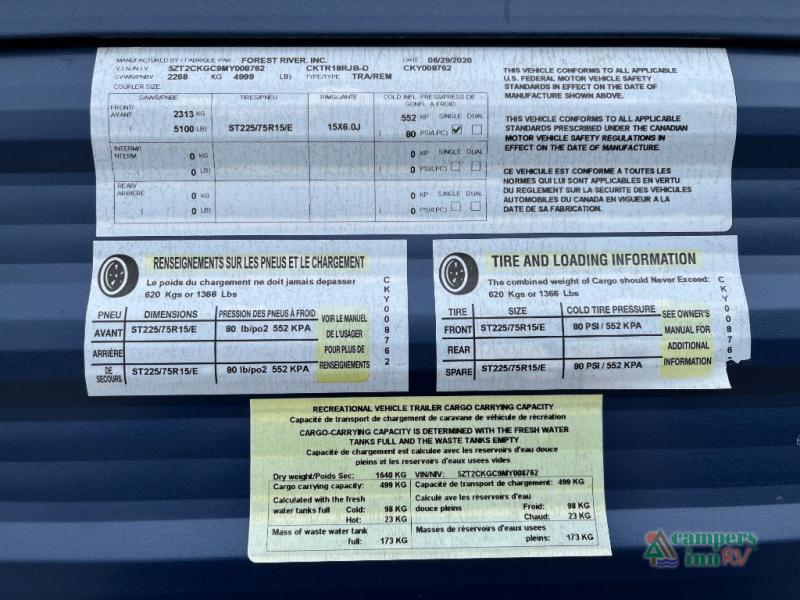 MANUFACTURED BY / FABRIQUE PAR FOREST RIVER, INC. DATE 06/29/2020
V.I.N./N.I.V 5ZT2CKGC9MY008762 CKTR18RJB-D CKY008762
GVWR/PNBV 2268 KG 4999 LB) TYPE/TYPE TRA/REM
COUPLER SIZE:
GAWR/PNBE TIRES/PNEU RIMS/JANTE COLD INFL. PRESS/PRESS DE GONFL A FROID
FRONT/ AVANT 2313 KG 552 KP SINGLE DUAL
( 5100 LB) ST225/75R15/E 15X6.0J ( 80 PSI/LPC)
INTERM/ INTERM 0 KG 0 KP SINGLE DUAL
( 0 LB) ( 0 PSI/LPC)
REAR/ ARRIÈRE 0 KG 0 KP SINGLE DUAL
( 0 LB) ( 0 PSI/LPC)
THIS VEHICLE CONFORMS TO ALL APPLICABLE
U.S. FEDERAL MOTOR VEHICLE SAFETY
STANDARDS IN EFFECT ON THE DATE OF
MANUFACTURE SHOWN ABOVE.
THIS VEHICLE CONFORMS TO ALL APPLICABLE
STANDARDS PRESCRIBED UNDER THE CANADIAN
MOTOR VEHICLE SAFETY REGULATIONS IN
EFFECT ON THE DATE OF MANUFACTURE.
CE VEHICULE EST CONFORME A TOUTES LES
NORMES QUI LUI SONT APPLICABLES EN VERTU
DU REGLEMENT SUR LA SECURITE DES VEHICULES
AUTOMOBILES DU CANADA EN VIGUEUR A LA
DATE DE SA FABRICATION.
RENSEIGNEMENTS SUR LES PNEUS ET LE CHARGEMENT
Le poids du chargement ne doit jamais depasser
620 Kgs or 1366 Lbs
PNEU DIMENSIONS PRESSION DES PNEUS À FROID
AVANT ST225/75R15/E 80 lb/po2 552 KPA
ARRIÈRE
DE SECOURS ST225/75R15/E 80 lb/po2 552 KPA
VOIR LE MANUEL
DE L'USAGER
POUR PLUS DE
RENSEIGNEMENTS
CKY008762
TIRE AND LOADING INFORMATION
The combined weight of Cargo should Never Exceed:
620 Kgs or 1366 Lbs
TIRE SIZE COLD TIRE PRESSURE
FRONT ST225/75R15/E 80 PSI / 552 KPA
REAR
SPARE ST225/75R15/E 80 PSI / 552 KPA
SEE OWNER'S
MANUAL FOR
ADDITIONAL
INFORMATION
CKY00876
RECREATIONAL VEHICLE TRAILER CARGO CARRYING CAPACITY
Capacité de transport de chargement de caravane de véhicule de récréation
CARGO-CARRYING CAPACITY IS DETERMINED WITH THE FRESH WATER
TANKS FULL AND THE WASTE TANKS EMPTY
Capacité de chargement est calculee avec les reservoirs d'eau douce
pleins et les reservoirs d'eaux usees vides
Dry weight/Poids Sec: 1640 KG VIN/NIV: 5ZT2CKGC9MY008762
Cargo carrying capacity: 499 KG
Calculated with the fresh
water tanks full Cold: 98 KG
Hot: 23 KG
Mass of waste water tank
full: 173 KG
Capacité de transport de chargement: 499 KG
Calcule ave les réservoirs d'eau
douce pleins Froid: 98 KG
Chaud: 23 KG
Masses de réservoirs d'eaux usees
pleins: 173 KG
campers
inn RV